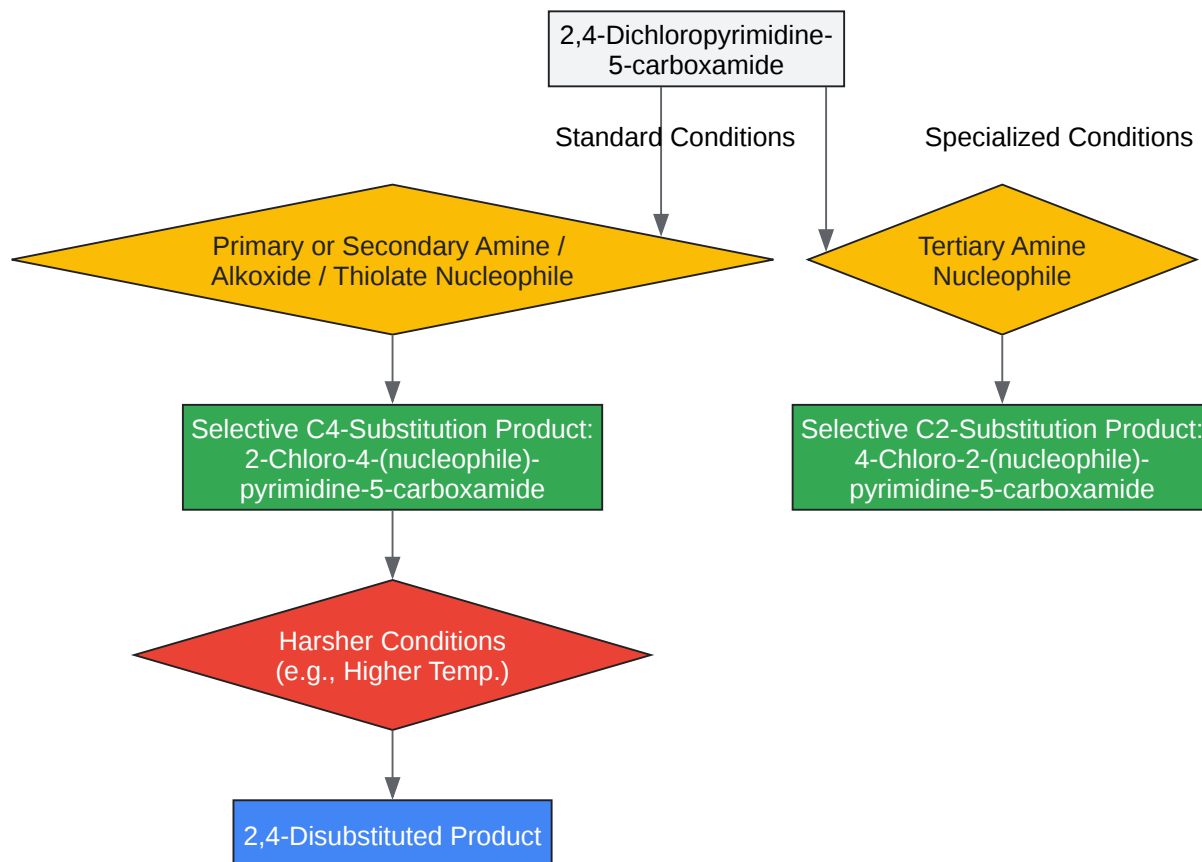 2,4-Dichloropyrimidine-
5-carboxamide
Standard Conditions
Specialized Conditions
Primary or Secondary Amine /
Alkoxide / Thiolate Nucleophile
Tertiary Amine
Nucleophile
Selective C4-Substitution Product:
2-Chloro-4-(nucleophile)-
pyrimidine-5-carboxamide
Selective C2-Substitution Product:
4-Chloro-2-(nucleophile)-
pyrimidine-5-carboxamide
Harsher Conditions
(e.g., Higher Temp.)
2,4-Disubstituted Product